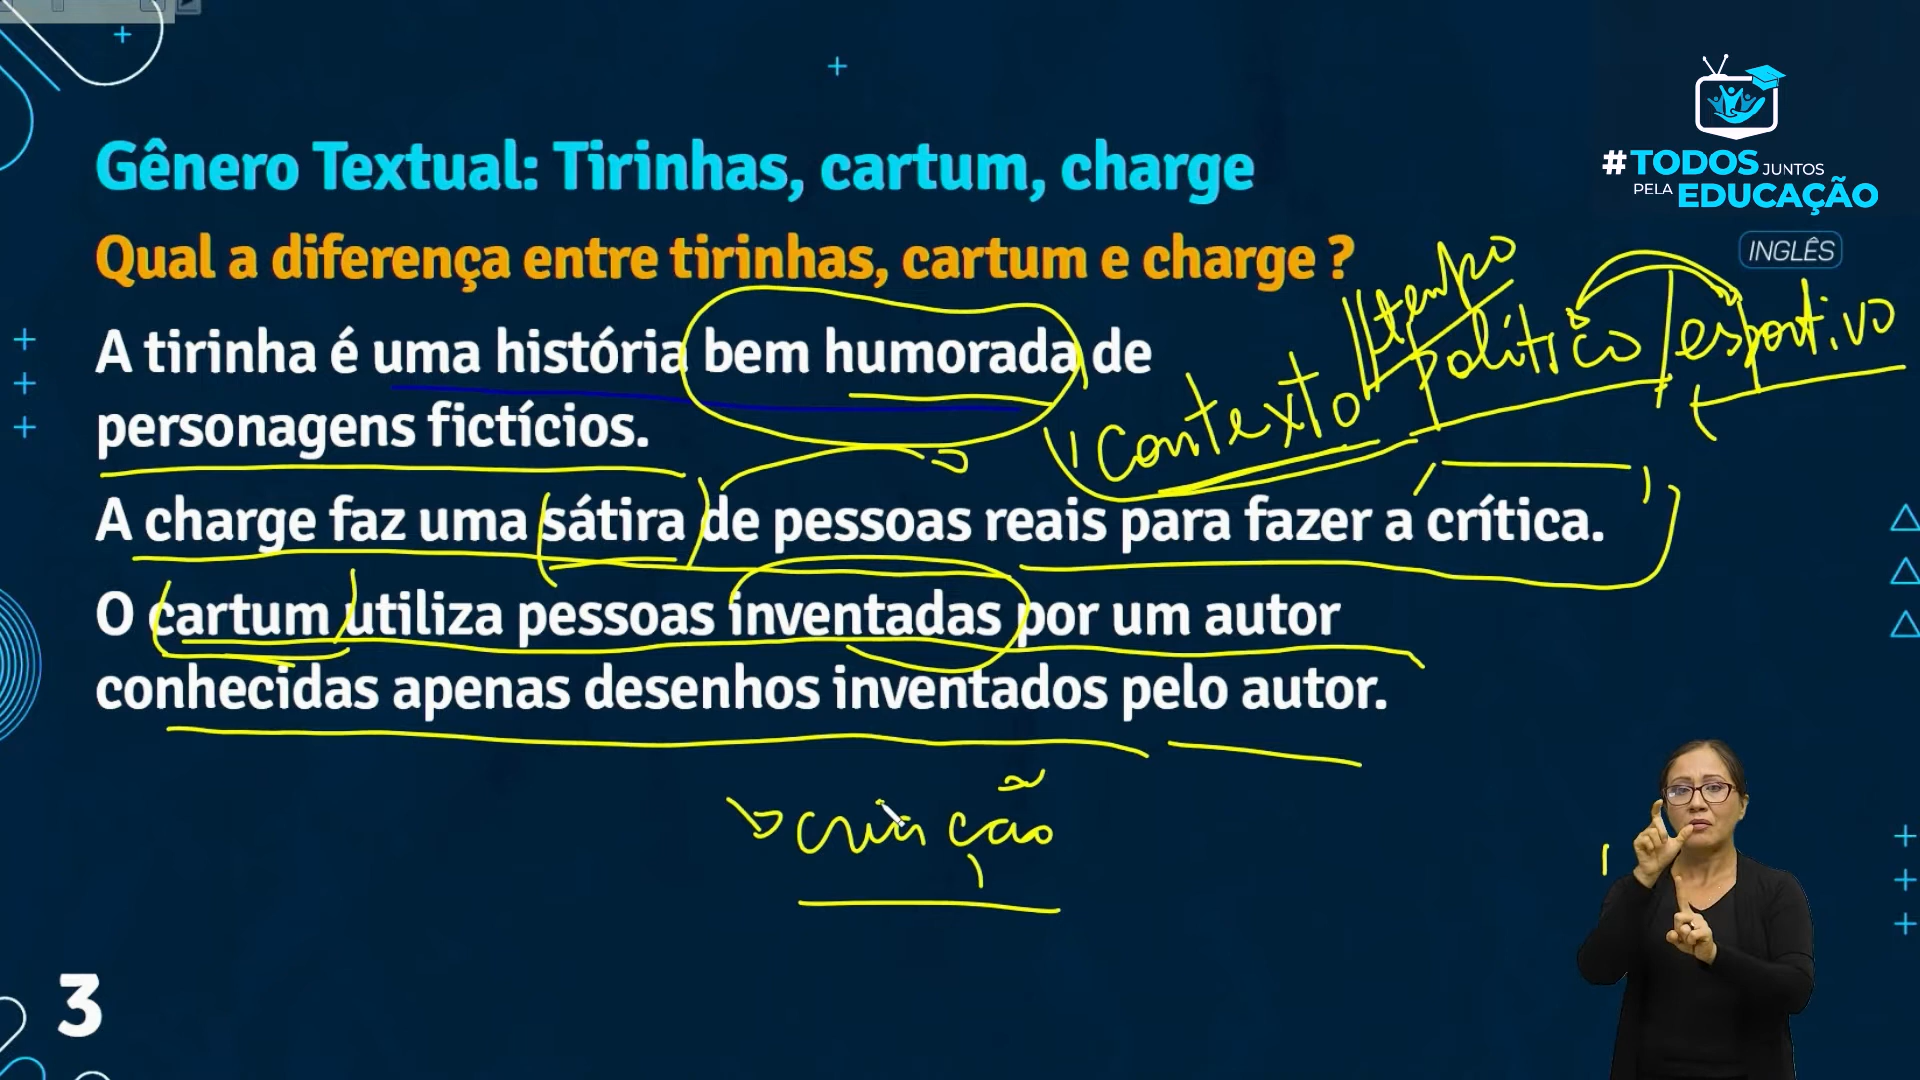 #TODOS JUNTOS
PELA EDUCAÇÃO
INGLÊS
Gênero Textual: Tirinhas, cartum, charge
Qual a diferença entre tirinhas, cartum e charge ?
A tirinha é uma história bem humorada de
personagens fictícios.
tempo
contexto político esportivo
A charge faz uma sátira de pessoas reais para fazer a crítica.
O cartum utiliza pessoas inventadas por um autor
conhecidas apenas desenhos inventados pelo autor.
criação
3